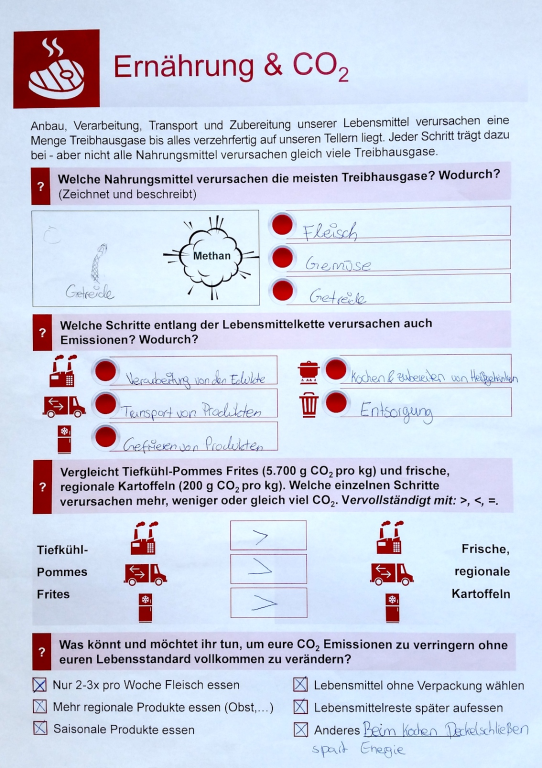 Ernährung & CO₂
Anbau, Verarbeitung, Transport und Zubereitung unserer Lebensmittel verursachen eine
Menge Treibhausgase bis alles verzehrfertig auf unseren Tellern liegt. Jeder Schritt trägt dazu
bei - aber nicht alle Nahrungsmittel verursachen gleich viele Treibhausgase.
? Welche Nahrungsmittel verursachen die meisten Treibhausgase? Wodurch?
(Zeichnet und beschreibt)
Getreide
Methan
Fleisch
Gemüse
Getreide
? Welche Schritte entlang der Lebensmittelkette verursachen auch
Emissionen? Wodurch?
Verarbeitung von den Edukte
Transport von Produkten
Gefrieren von Produkten
Kochen & zubereiten von
Entsorgung
? Vergleicht Tiefkühl-Pommes Frites (5.700 g CO₂ pro kg) und frische,
regionale Kartoffeln (200 g CO₂ pro kg). Welche einzelnen Schritte
verursachen mehr, weniger oder gleich viel CO₂. Vervollständigt mit: >, <, =.
Tiefkühl-
Pommes
Frites
>
>
>
Frische,
regionale
Kartoffeln
? Was könnt und möchtet ihr tun, um eure CO₂ Emissionen zu verringern ohne
euren Lebensstandard vollkommen zu verändern?
Nur 2-3x pro Woche Fleisch essen
Mehr regionale Produkte essen (Obst,...)
Saisonale Produkte essen
Lebensmittel ohne Verpackung wählen
Lebensmittelreste später aufessen
Anderes Beim Kochen Deckelschließen
spart Energie